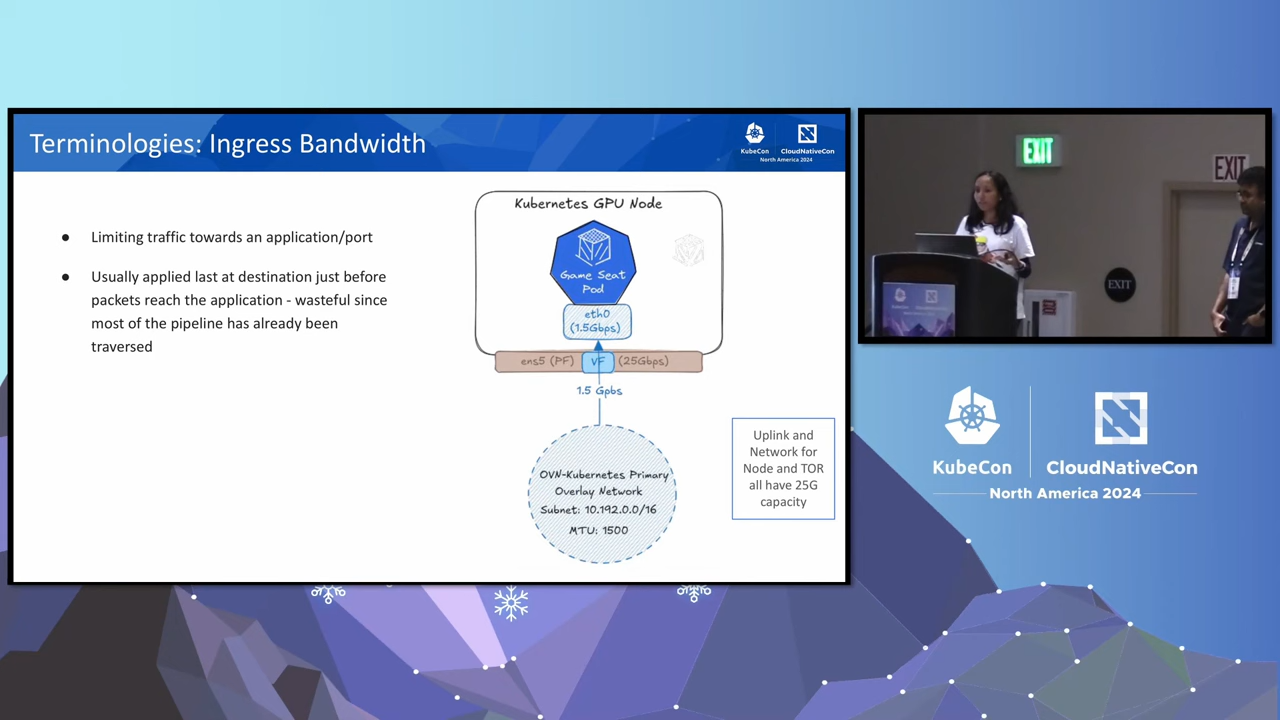 Terminologies: Ingress Bandwidth
KubeCon
CloudNativeCon
North America 2024
Limiting traffic towards an application/port
Usually applied last at destination just before
packets reach the application - wasteful since
most of the pipeline has already been
traversed
Kubernetes GPU Node
Game Seat
Pod
eth0
(1.5Gbps)
ens5 (PF)
VF
(25Gbps)
1.5 Gpbs
OVN-Kubernetes Primary
Overlay Network
Subnet: 10.192.0.0/16
MTU: 1500
Uplink and
Network for
Node and TOR
all have 25G
capacity
EXIT
EXIT
EXIT
KubeCon
CloudNativeCon
North America 2024